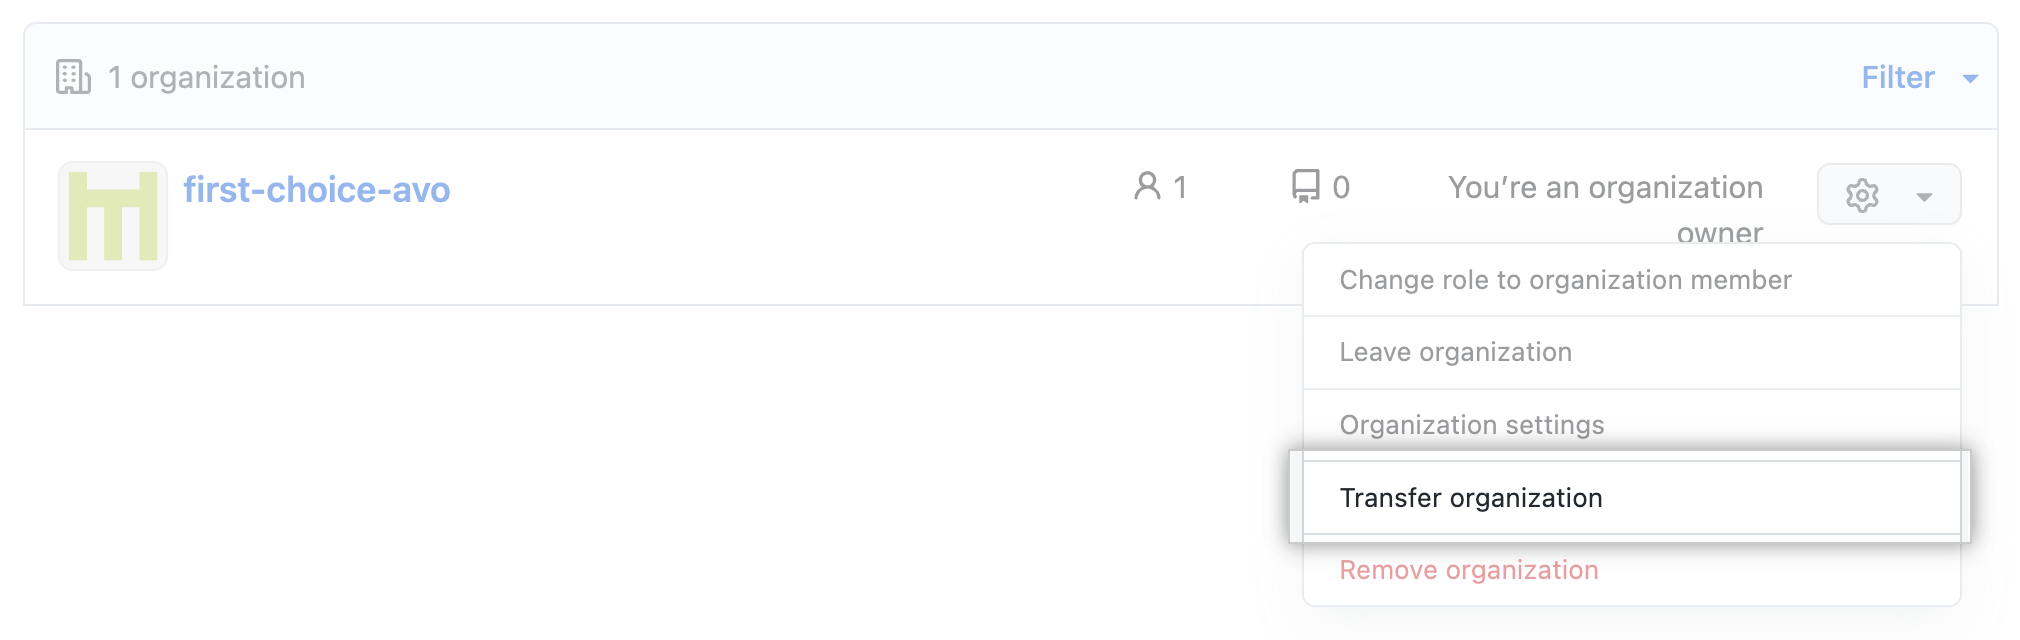 1 organization
Filter
first-choice-avo
1
0
You’re an organization
owner
Change role to organization member
Leave organization
Organization settings
Transfer organization
Remove organization